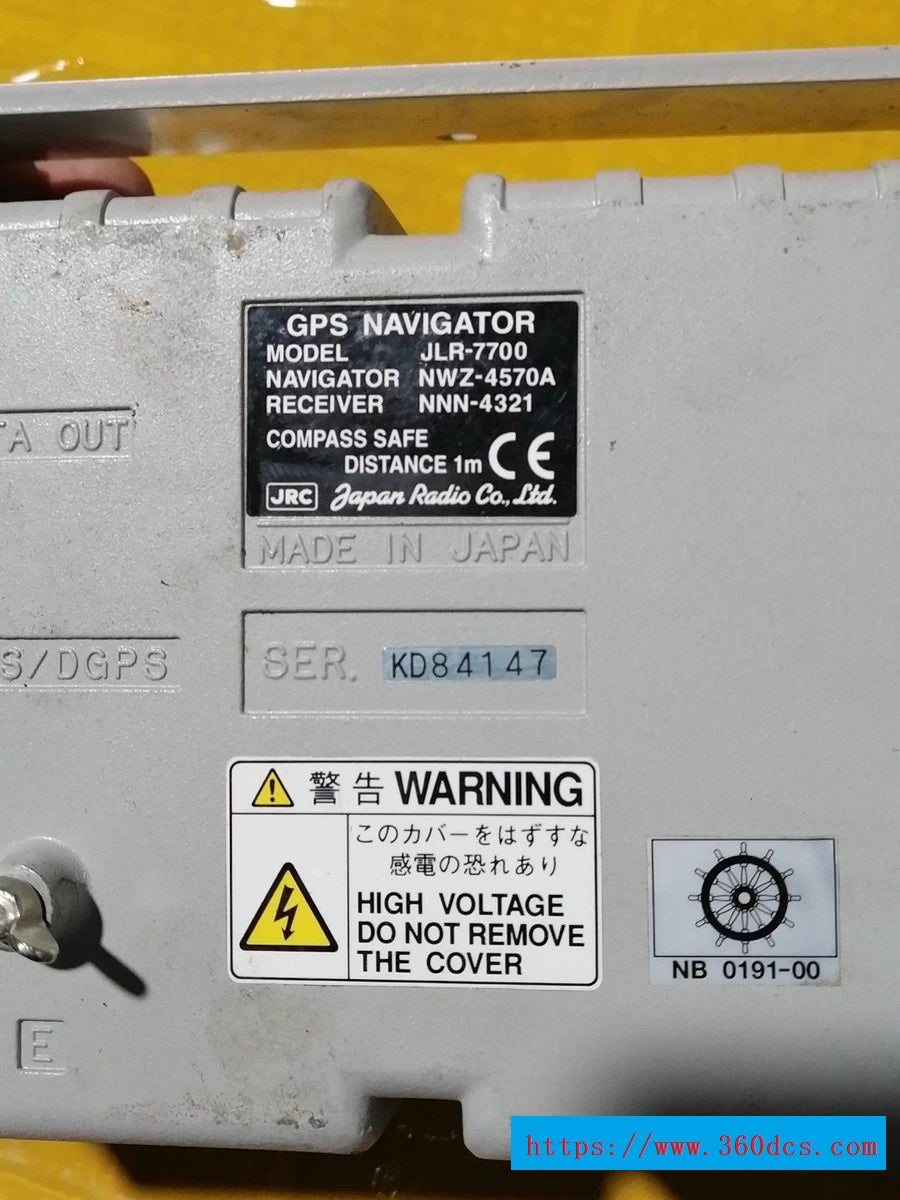 GPS NAVIGATOR
MODEL JLR-7700
NAVIGATOR NWZ-4570A
RECEIVER NNN-4321
COMPASS SAFE
DISTANCE 1m CE
JRC Japan Radio Co., Ltd.
TA OUT
MADE IN JAPAN
S/DGPS
SER. KD84147
警告 WARNING
このカバーをはずすな
感電の恐れあり
HIGH VOLTAGE
DO NOT REMOVE
THE COVER
NB 0191-00
E
https://www.360dcs.com